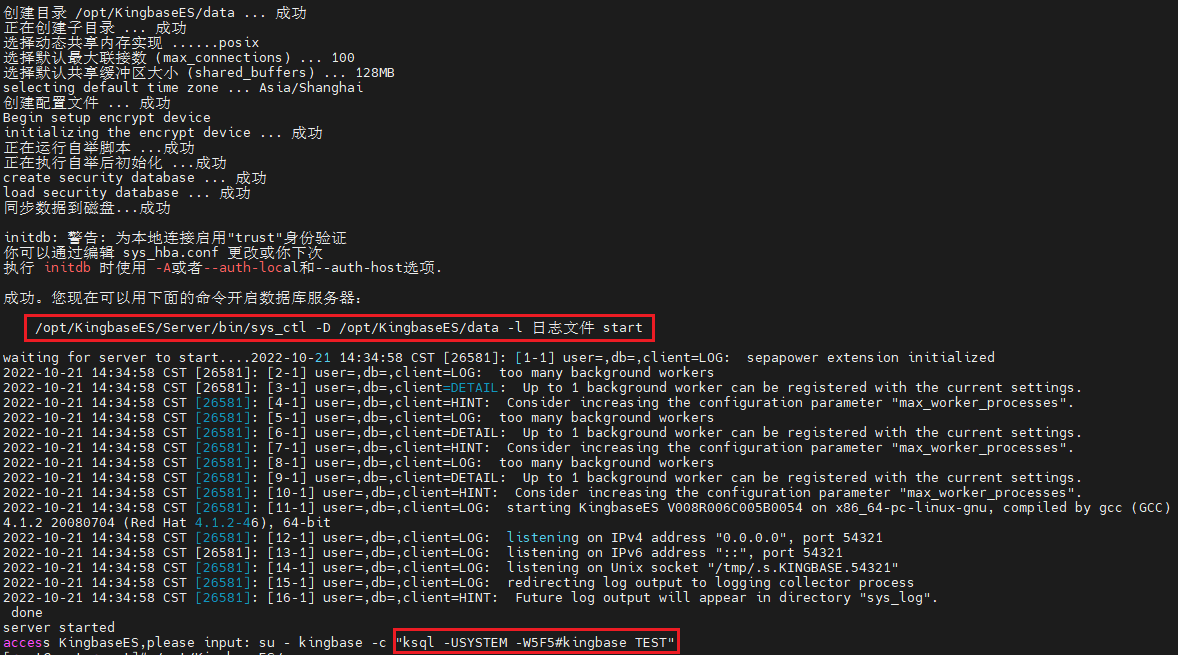 创建目录 /opt/KingbaseES/data ... 成功
正在创建子目录 ... 成功
选择动态共享内存实现 ......posix
选择默认最大联接数 (max_connections) ... 100
选择默认共享缓冲区大小 (shared_buffers) ... 128MB
selecting default time zone ... Asia/Shanghai
创建配置文件 ... 成功
Begin setup encrypt device
initializing the encrypt device ... 成功
正在运行自举脚本 ...成功
正在执行自举后初始化 ...成功
create security database ... 成功
load security database ... 成功
同步数据到磁盘...成功
initdb: 警告: 为本地连接启用"trust"身份验证
你可以通过编辑 sys_hba.conf 更改或你下次
执行 initdb 时使用 -A或者--auth-local和--auth-host选项.
成功。您现在可以用下面的命令开启数据库服务器:
/opt/KingbaseES/Server/bin/sys_ctl -D /opt/KingbaseES/data -l 日志文件 start
waiting for server to start....2022-10-21 14:34:58 CST [26581]: [1-1] user=,db=,client=LOG:  sepapower extension initialized
2022-10-21 14:34:58 CST [26581]: [2-1] user=,db=,client=LOG:  too many background workers
2022-10-21 14:34:58 CST [26581]: [3-1] user=,db=,client=DETAIL:  Up to 1 background worker can be registered with the current settings.
2022-10-21 14:34:58 CST [26581]: [4-1] user=,db=,client=HINT:  Consider increasing the configuration parameter "max_worker_processes".
2022-10-21 14:34:58 CST [26581]: [5-1] user=,db=,client=LOG:  too many background workers
2022-10-21 14:34:58 CST [26581]: [6-1] user=,db=,client=DETAIL:  Up to 1 background worker can be registered with the current settings.
2022-10-21 14:34:58 CST [26581]: [7-1] user=,db=,client=HINT:  Consider increasing the configuration parameter "max_worker_processes".
2022-10-21 14:34:58 CST [26581]: [8-1] user=,db=,client=LOG:  too many background workers
2022-10-21 14:34:58 CST [26581]: [9-1] user=,db=,client=DETAIL:  Up to 1 background worker can be registered with the current settings.
2022-10-21 14:34:58 CST [26581]: [10-1] user=,db=,client=HINT:  Consider increasing the configuration parameter "max_worker_processes".
2022-10-21 14:34:58 CST [26581]: [11-1] user=,db=,client=LOG:  starting KingbaseES V008R006C005B0054 on x86_64-pc-linux-gnu, compiled by gcc (GCC)
4.1.2 20080704 (Red Hat 4.1.2-46), 64-bit
2022-10-21 14:34:58 CST [26581]: [12-1] user=,db=,client=LOG:  listening on IPv4 address "0.0.0.0", port 54321
2022-10-21 14:34:58 CST [26581]: [13-1] user=,db=,client=LOG:  listening on IPv6 address "::", port 54321
2022-10-21 14:34:58 CST [26581]: [14-1] user=,db=,client=LOG:  listening on Unix socket "/tmp/.s.KINGBASE.54321"
2022-10-21 14:34:58 CST [26581]: [15-1] user=,db=,client=LOG:  redirecting log output to logging collector process
2022-10-21 14:34:58 CST [26581]: [16-1] user=,db=,client=HINT:  Future log output will appear in directory "sys_log".
done
server started
access KingbaseES,please input: su - kingbase -c "ksql -USYSTEM -W5F5#kingbase TEST"